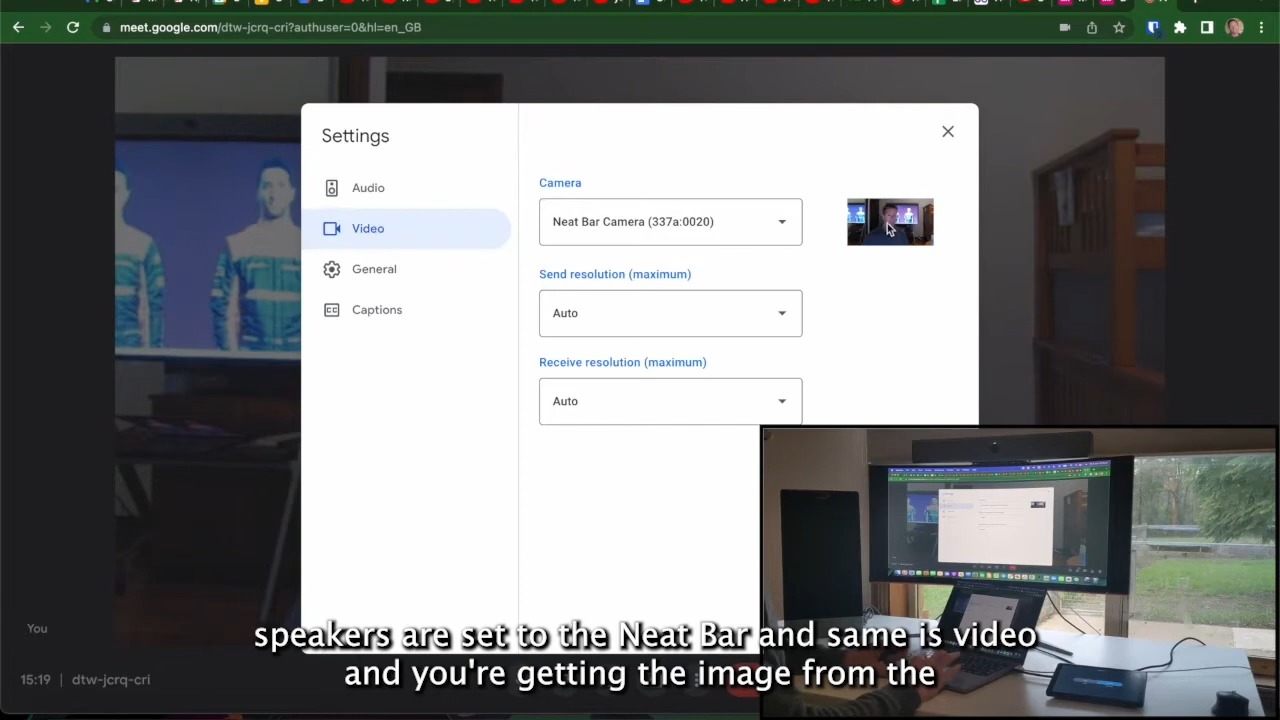 meet.google.com/dtw-jcrq-cri?authuser=0&hl=en_GB
Settings
Audio
Video
General
Captions
Camera
Neat Bar Camera (337a:0020)
Send resolution (maximum)
Auto
Receive resolution (maximum)
Auto
You
15:19 | dtw-jcrq-cri
speakers are set to the Neat Bar and same is video
and you're getting the image from the